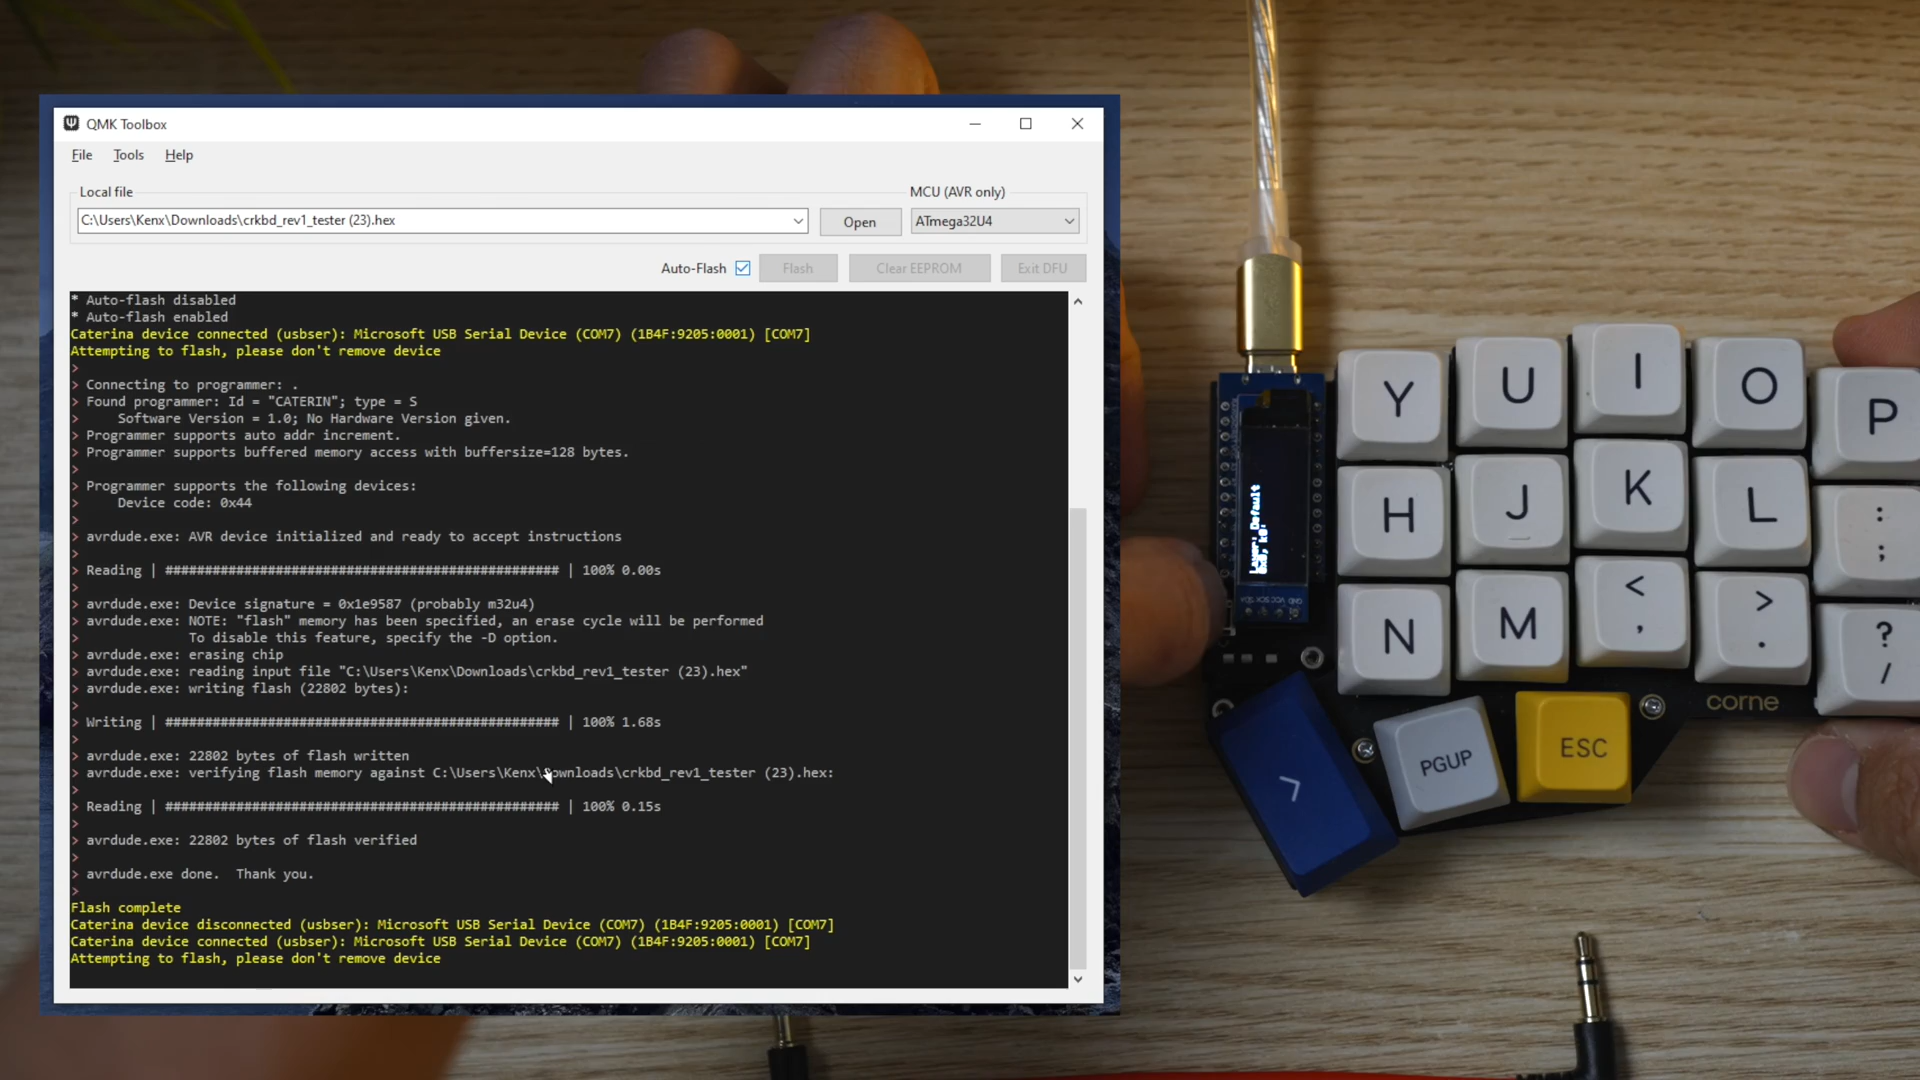 QMK Toolbox
File Tools Help
Local file
MCU (AVR only)
C:\Users\Kenx\Downloads\crkbd_rev1_tester (23).hex
Open
ATmega32U4
Auto-Flash
Flash
Clear EEPROM
Exit DFU
* Auto-flash disabled
* Auto-flash enabled
Caterina device connected (usbser): Microsoft USB Serial Device (COM7) (1B4F:9205:0001) [COM7]
Attempting to flash, please don't remove device
>
> Connecting to programmer: .
> Found programmer: Id = "CATERIN"; type = S
>     Software Version = 1.0; No Hardware Version given.
> Programmer supports auto addr increment.
> Programmer supports buffered memory access with buffersize=128 bytes.
>
> Programmer supports the following devices:
>     Device code: 0x44
>
> avrdude.exe: AVR device initialized and ready to accept instructions
>
> Reading | ################################################## | 100% 0.00s
>
> avrdude.exe: Device signature = 0x1e9587 (probably m32u4)
> avrdude.exe: NOTE: "flash" memory has been specified, an erase cycle will be performed
>              To disable this feature, specify the -D option.
> avrdude.exe: erasing chip
> avrdude.exe: reading input file "C:\Users\Kenx\Downloads\crkbd_rev1_tester (23).hex"
> avrdude.exe: writing flash (22802 bytes):
>
> Writing | ################################################## | 100% 1.68s
>
> avrdude.exe: 22802 bytes of flash written
> avrdude.exe: verifying flash memory against C:\Users\Kenx\Downloads\crkbd_rev1_tester (23).hex:
>
> Reading | ################################################## | 100% 0.15s
>
> avrdude.exe: 22802 bytes of flash verified
>
> avrdude.exe done.  Thank you.
>
Flash complete
Caterina device disconnected (usbser): Microsoft USB Serial Device (COM7) (1B4F:9205:0001) [COM7]
Caterina device connected (usbser): Microsoft USB Serial Device (COM7) (1B4F:9205:0001) [COM7]
Attempting to flash, please don't remove device
Layer: Default
GND VCC SCK SDA
Y U I O P
H J K L : ;
N M < , > . ? /
corne
> PGUP ESC